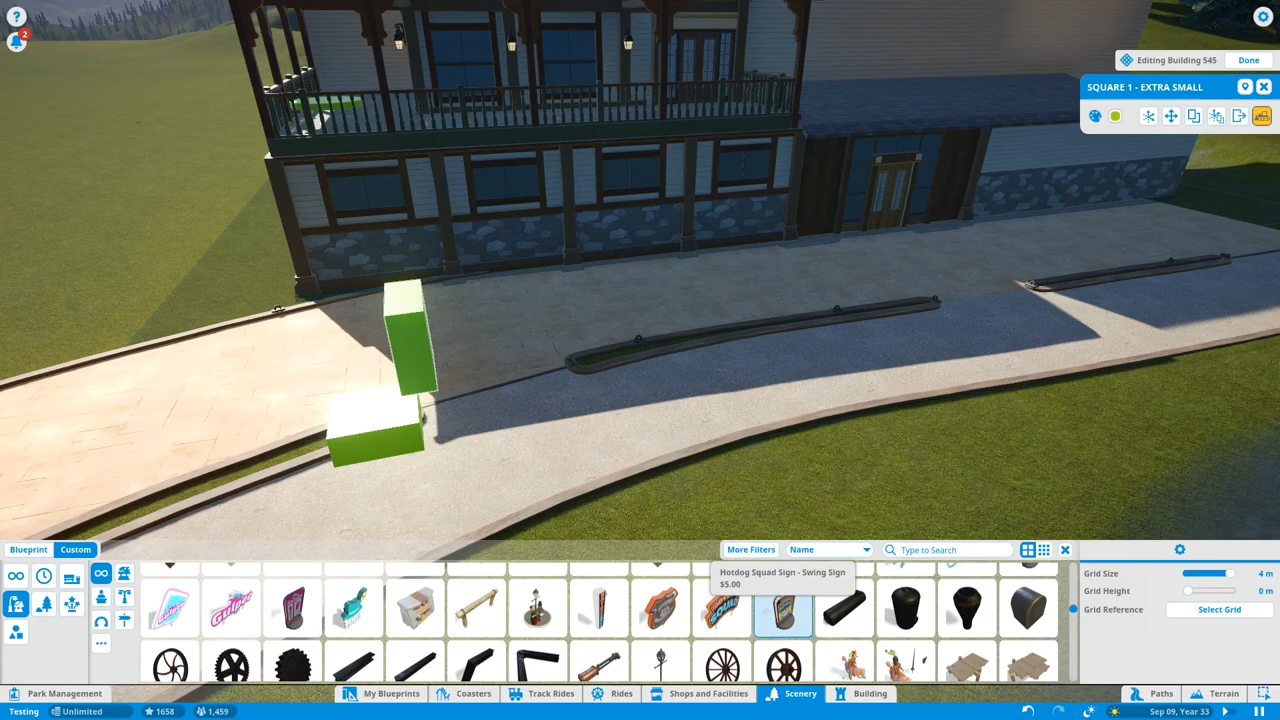 ?
2
Editing Building 545
Done
SQUARE 1 - EXTRA SMALL
Blueprint
Custom
More Filters
Name
Type to Search
Hotdog Squad Sign - Swing Sign
$5.00
Gulpee
SQUAD
Grid Size
4 m
Grid Height
0 m
Grid Reference
Select Grid
Park Management
My Blueprints
Coasters
Track Rides
Rides
Shops and Facilities
Scenery
Building
Paths
Terrain
Testing
Unlimited
1658
1,459
Sep 09, Year 33